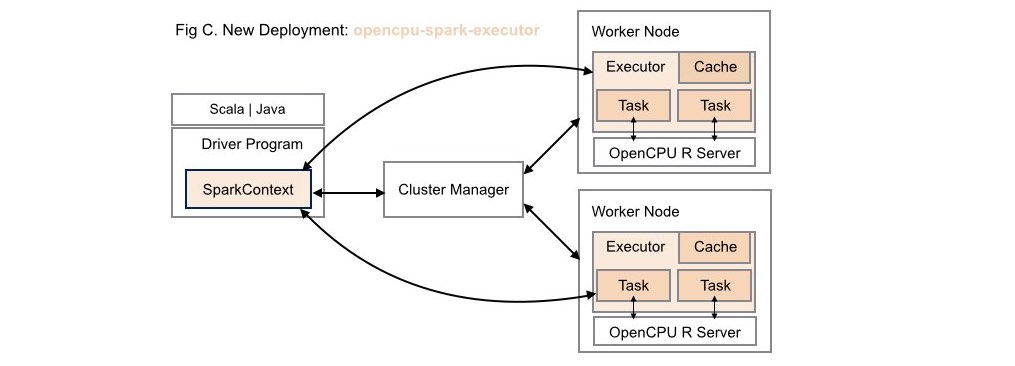 Fig C. New Deployment: opencpu-spark-executor
Scala | Java
Driver Program
SparkContext
Cluster Manager
Worker Node
Executor
Cache
Task
Task
OpenCPU R Server
Worker Node
Executor
Cache
Task
Task
OpenCPU R Server